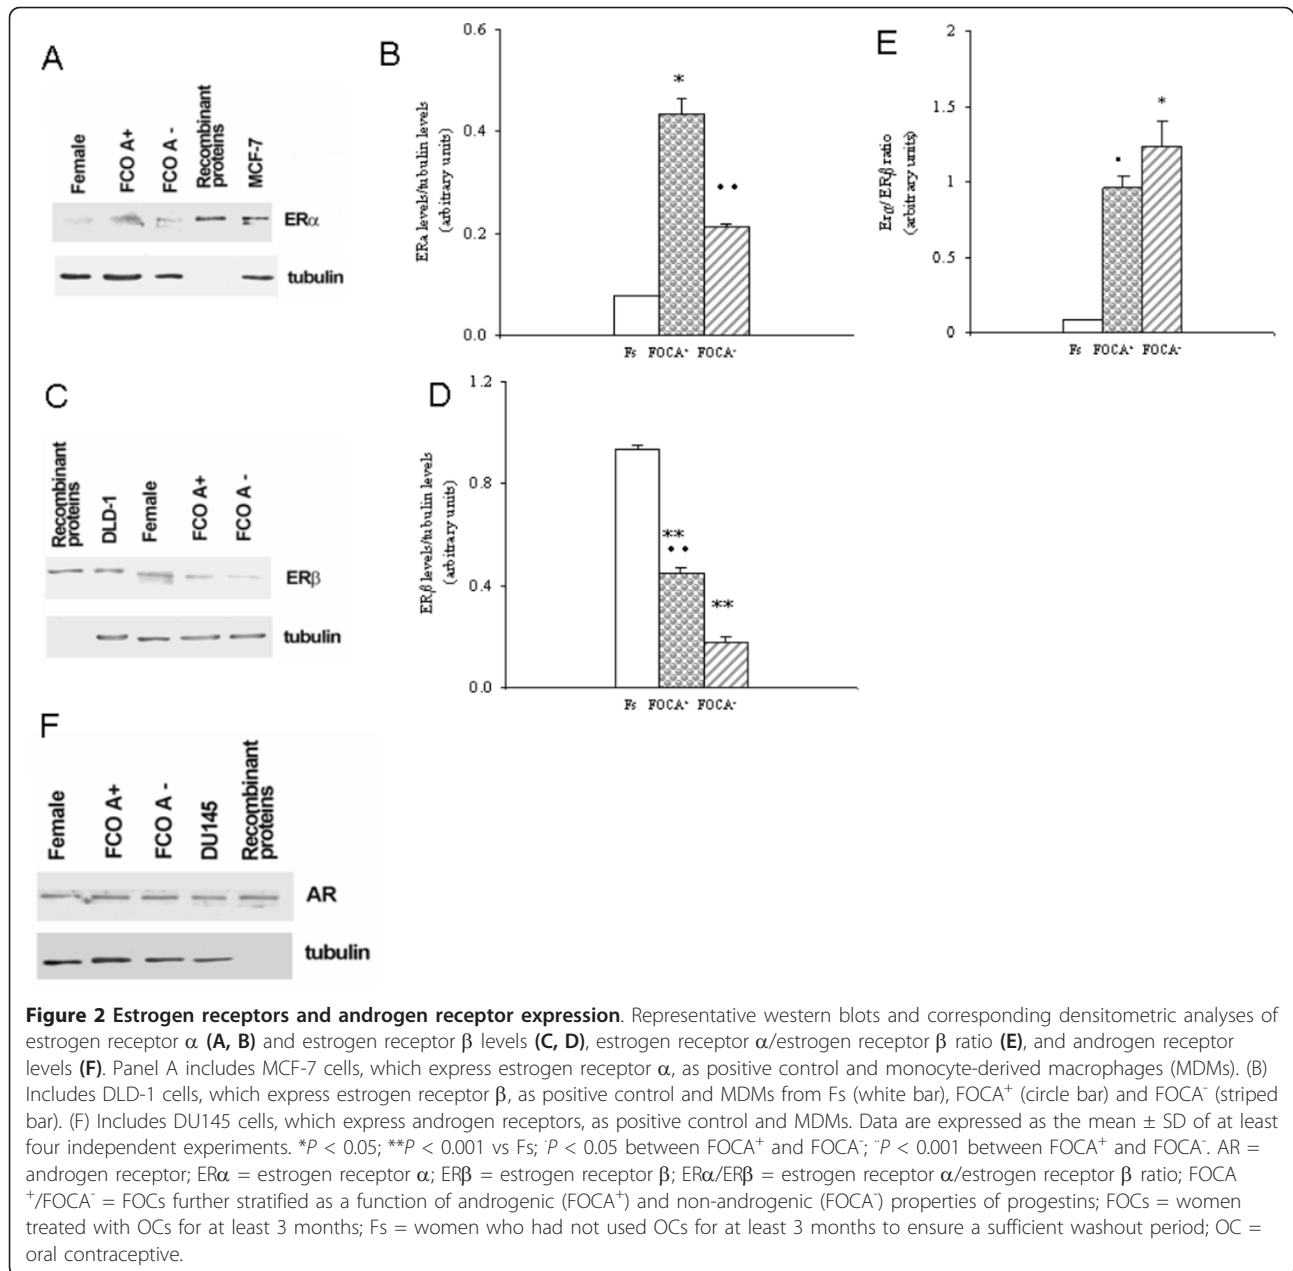 A
Female
FCO A+
FCO A -
Recombinant
proteins
MCF-7
ERα
tubulin
B
ERa levels/tubulin levels
(arbitrary units)
0.6
0.4
0.2
0.0
*
••
Fs FOCA⁺ FOCA⁻
E
Erα/ ERβ ratio
(arbitrary units)
2
1.5
1
0.5
0
•
*
Fs FOCA⁺ FOCA⁻
C
Recombinant
proteins
DLD-1
Female
FCO A+
FCO A -
ERβ
tubulin
D
ERβ levels/tubulin levels
(arbitrary units)
1.2
0.8
0.4
0.0
**
••
**
Fs FOCA⁺ FOCA⁻
F
Female
FCO A+
FCO A -
DU145
Recombinant
proteins
AR
tubulin
Figure 2 Estrogen receptors and androgen receptor expression. Representative western blots and corresponding densitometric analyses of
estrogen receptor α (A, B) and estrogen receptor β levels (C, D), estrogen receptor α/estrogen receptor β ratio (E), and androgen receptor
levels (F). Panel A includes MCF-7 cells, which express estrogen receptor α, as positive control and monocyte-derived macrophages (MDMs). (B)
Includes DLD-1 cells, which express estrogen receptor β, as positive control and MDMs from Fs (white bar), FOCA⁺ (circle bar) and FOCA⁻ (striped
bar). (F) Includes DU145 cells, which express androgen receptors, as positive control and MDMs. Data are expressed as the mean ± SD of at least
four independent experiments. *P < 0.05; **P < 0.001 vs Fs; ·P < 0.05 between FOCA⁺ and FOCA⁻; ··P < 0.001 between FOCA⁺ and FOCA⁻. AR =
androgen receptor; ERα = estrogen receptor α; ERβ = estrogen receptor β; ERα/ERβ = estrogen receptor α/estrogen receptor β ratio; FOCA
⁺/FOCA⁻ = FOCs further stratified as a function of androgenic (FOCA⁺) and non-androgenic (FOCA⁻) properties of progestins; FOCs = women
treated with OCs for at least 3 months; Fs = women who had not used OCs for at least 3 months to ensure a sufficient washout period; OC =
oral contraceptive.